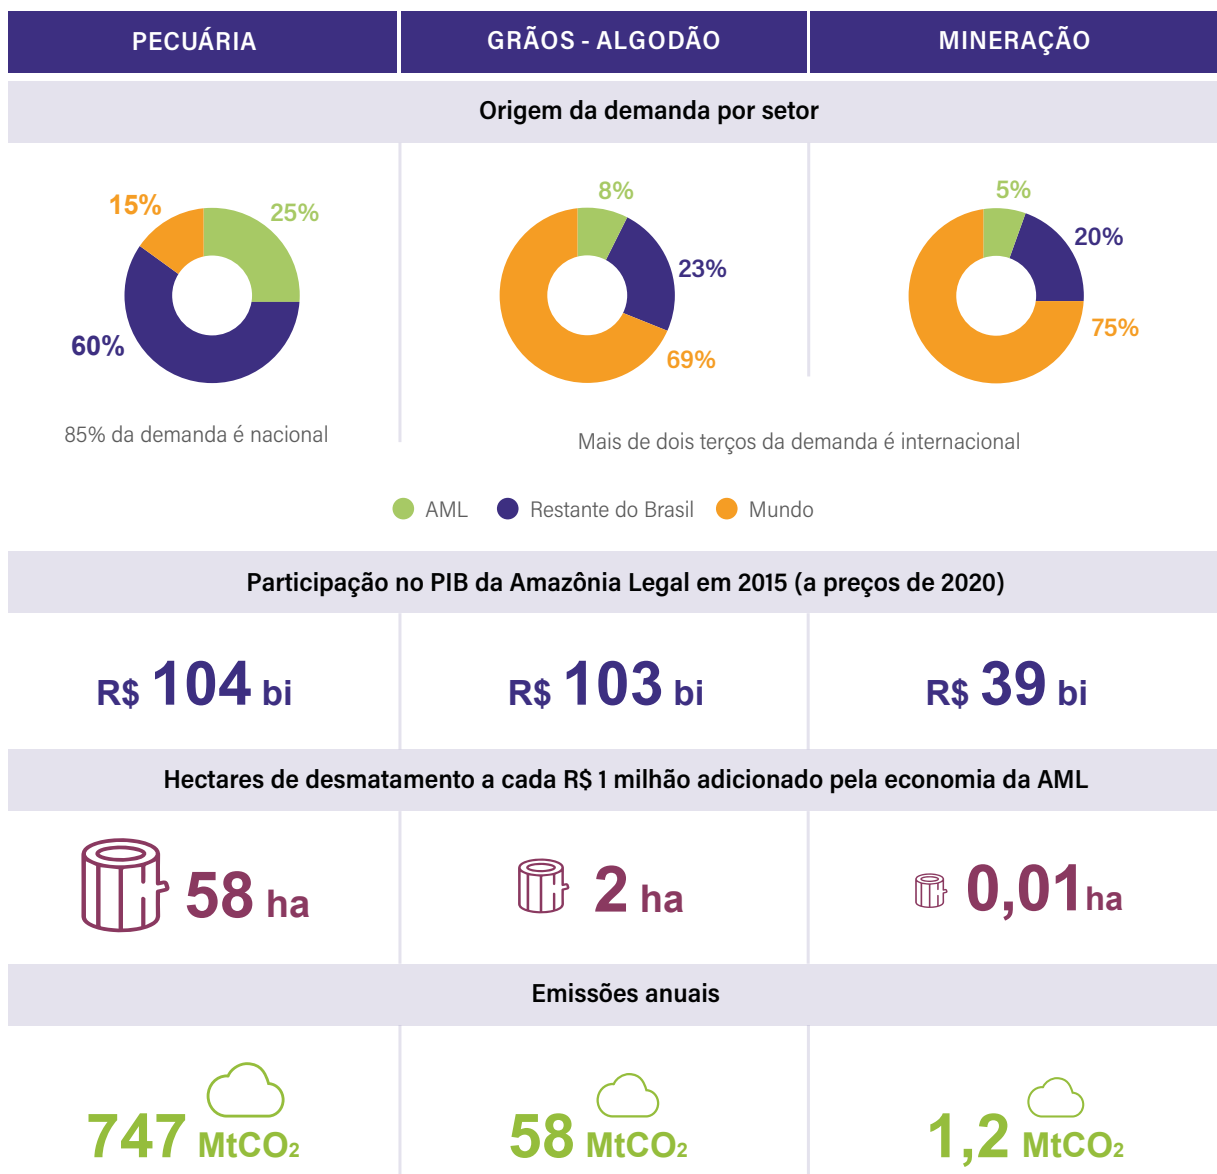 PECUÁRIA
GRÃOS - ALGODÃO
MINERAÇÃO
Origem da demanda por setor
15%
25%
60%
8%
23%
69%
5%
20%
75%
85% da demanda é nacional
Mais de dois terços da demanda é internacional
AML
Restante do Brasil
Mundo
Participação no PIB da Amazônia Legal em 2015 (a preços de 2020)
R$ 104 bi
R$ 103 bi
R$ 39 bi
Hectares de desmatamento a cada R$ 1 milhão adicionado pela economia da AML
58 ha
2 ha
0,01 ha
Emissões anuais
747 MtCO₂
58 MtCO₂
1,2 MtCO₂